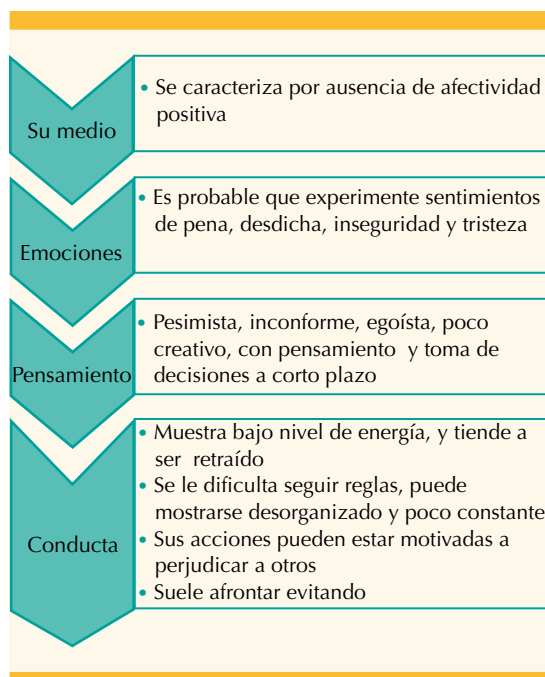 Su medio
• Se caracteriza por ausencia de afectividad
positiva
Emociones
• Es probable que experimente sentimientos
de pena, desdicha, inseguridad y tristeza
Pensamiento
• Pesimista, inconforme, egoísta, poco
creativo, con pensamiento y toma de
decisiones a corto plazo
Conducta
• Muestra bajo nivel de energía, y tiende a
ser retraído
• Se le dificulta seguir reglas, puede
mostrarse desorganizado y poco constante
• Sus acciones pueden estar motivadas a
perjudicar a otros
• Suele afrontar evitando